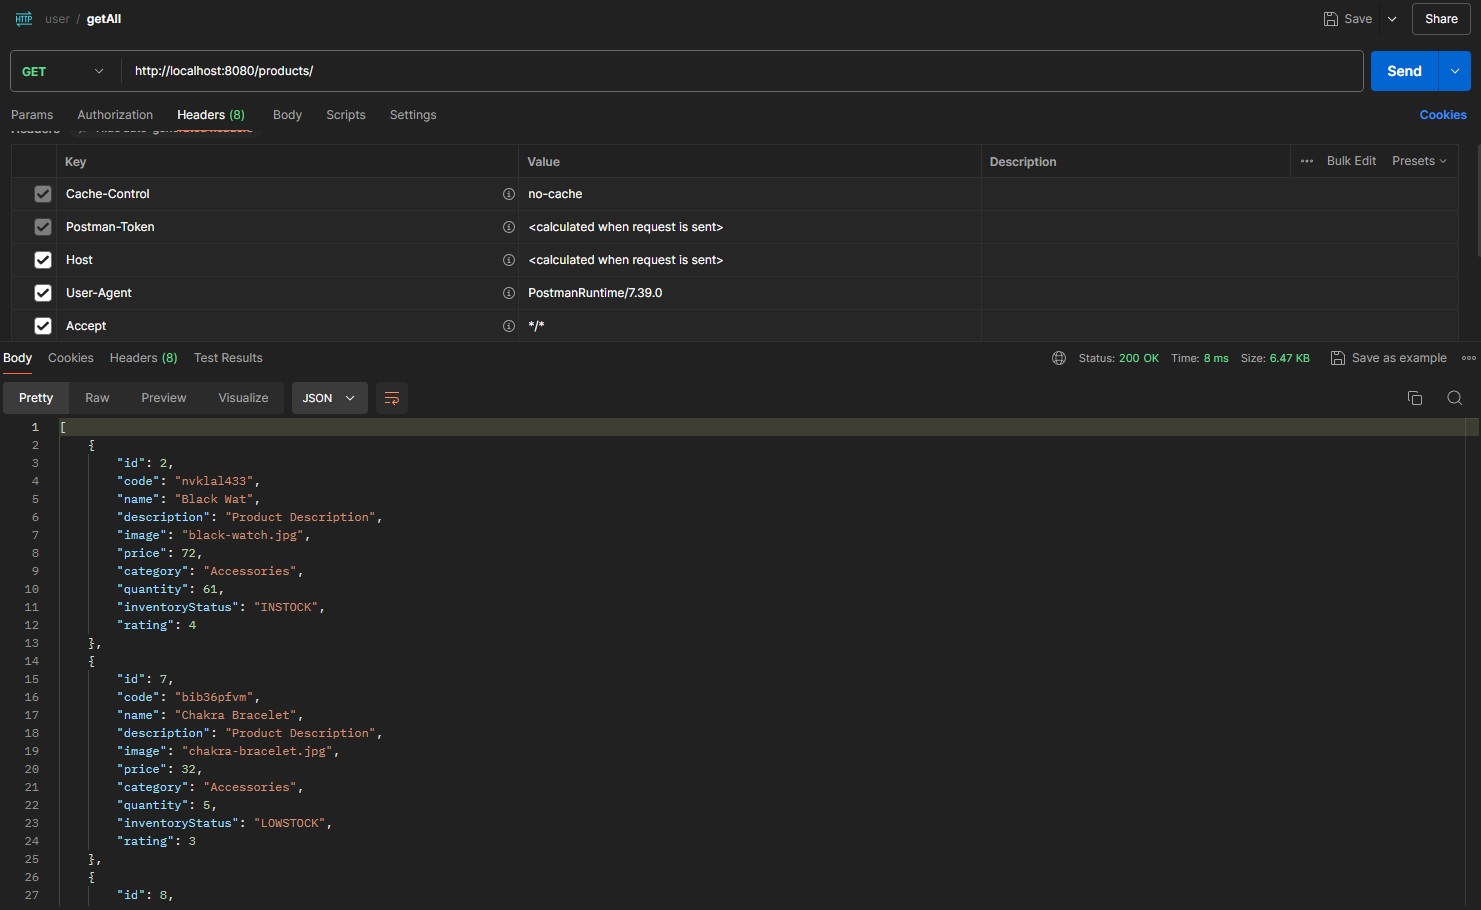 HTTP user / getAll Save Share
GET http://localhost:8080/products/ Send
Params Authorization Headers (8) Body Scripts Settings Cookies
Key Value Description Bulk Edit Presets
Cache-Control no-cache
Postman-Token <calculated when request is sent>
Host <calculated when request is sent>
User-Agent PostmanRuntime/7.39.0
Accept */*
Body Cookies Headers (8) Test Results Status: 200 OK Time: 8 ms Size: 6.47 KB Save as example
Pretty Raw Preview Visualize JSON
1 [
2 {
3 "id": 2,
4 "code": "nvklal433",
5 "name": "Black Wat",
6 "description": "Product Description",
7 "image": "black-watch.jpg",
8 "price": 72,
9 "category": "Accessories",
10 "quantity": 61,
11 "inventoryStatus": "INSTOCK",
12 "rating": 4
13 },
14 {
15 "id": 7,
16 "code": "bib36pfvm",
17 "name": "Chakra Bracelet",
18 "description": "Product Description",
19 "image": "chakra-bracelet.jpg",
20 "price": 32,
21 "category": "Accessories",
22 "quantity": 5,
23 "inventoryStatus": "LOWSTOCK",
24 "rating": 3
25 },
26 {
27 "id": 8,